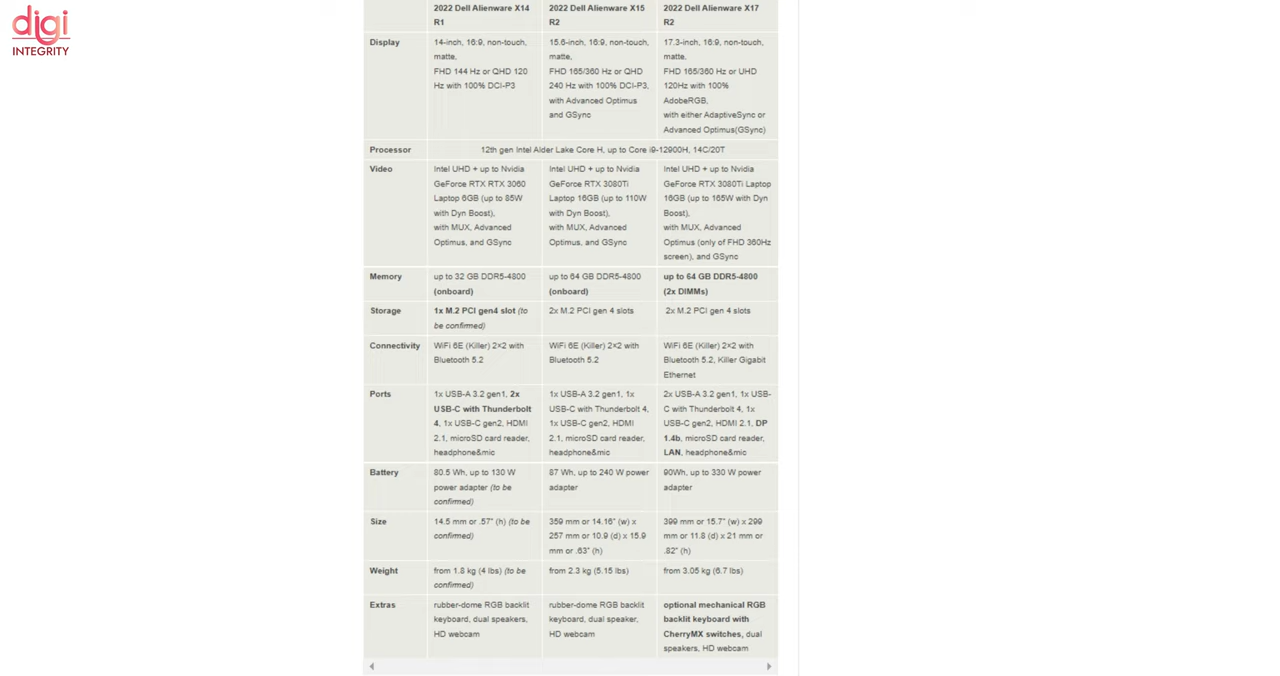 digi
INTEGRITY
2022 Dell Alienware X14 R1
2022 Dell Alienware X15 R2
2022 Dell Alienware X17 R2
Display
14-inch, 16:9, non-touch,
matte,
FHD 144 Hz or QHD 120
Hz with 100% DCI-P3
15.6-inch, 16:9, non-touch,
matte,
FHD 165/360 Hz or QHD
240 Hz with 100% DCI-P3,
with Advanced Optimus
and GSync
17.3-inch, 16:9, non-touch,
matte.
FHD 165/360 Hz or UHD
120Hz with 100%
AdobeRGB,
with either AdaptiveSync or
Advanced Optimus(GSync)
Processor
12th gen Intel Alder Lake Core H, up to Core i9-12900H, 14C/20T
Video
Intel UHD + up to Nvidia
GeForce RTX RTX 3060
Laptop 6GB (up to 85W
with Dyn Boost),
with MUX, Advanced
Optimus, and GSync
Intel UHD + up to Nvidia
GeForce RTX 3080Ti
Laptop 16GB (up to 110W
with Dyn Boost),
with MUX, Advanced
Optimus, and GSync
Intel UHD + up to Nvidia
GeForce RTX 3080Ti Laptop
16GB (up to 165W with Dyn
Boost),
with MUX, Advanced
Optimus (only of FHD 360Hz
screen), and GSync
Memory
up to 32 GB DDR5-4800
(onboard)
up to 64 GB DDR5-4800
(onboard)
up to 64 GB DDR5-4800
(2x DIMMs)
Storage
1x M.2 PCI gen4 slot (to
be confirmed)
2x M.2 PCI gen 4 slots
2x M.2 PCI gen 4 slots
Connectivity
WiFi 6E (Killer) 2×2 with
Bluetooth 5.2
WiFi 6E (Killer) 2×2 with
Bluetooth 5.2
WiFi 6E (Killer) 2×2 with
Bluetooth 5.2, Killer Gigabit
Ethernet
Ports
1x USB-A 3.2 gen1, 2x
USB-C with Thunderbolt
4, 1x USB-C gen2, HDMI
2.1, microSD card reader,
headphone&mic
1x USB-A 3.2 gen1, 1x
USB-C with Thunderbolt 4,
1x USB-C gen2, HDMI
2.1, microSD card reader,
headphone&mic
2x USB-A 3.2 gen1, 1x USB-
C with Thunderbolt 4, 1x
USB-C gen2, HDMI 2.1, DP
1.4b, microSD card reader,
LAN, headphone&mic
Battery
80.5 Wh, up to 130 W
power adapter (to be
confirmed)
87 Wh, up to 240 W power
adapter
90Wh, up to 330 W power
adapter
Size
14.5 mm or .57" (h) (to be
confirmed)
359 mm or 14.16" (w) x
257 mm or 10.9 (d) x 15.9
mm or .63" (h)
399 mm or 15.7" (w) x 299
mm or 11.8 (d) x 21 mm or
.82" (h)
Weight
from 1.8 kg (4 lbs) (to be
confirmed)
from 2.3 kg (5.15 lbs)
from 3.05 kg (6.7 lbs)
Extras
rubber-dome RGB backlit
keyboard, dual speakers,
HD webcam
rubber-dome RGB backlit
keyboard, dual speaker,
HD webcam
optional mechanical RGB
backlit keyboard with
CherryMX switches, dual
speakers, HD webcam